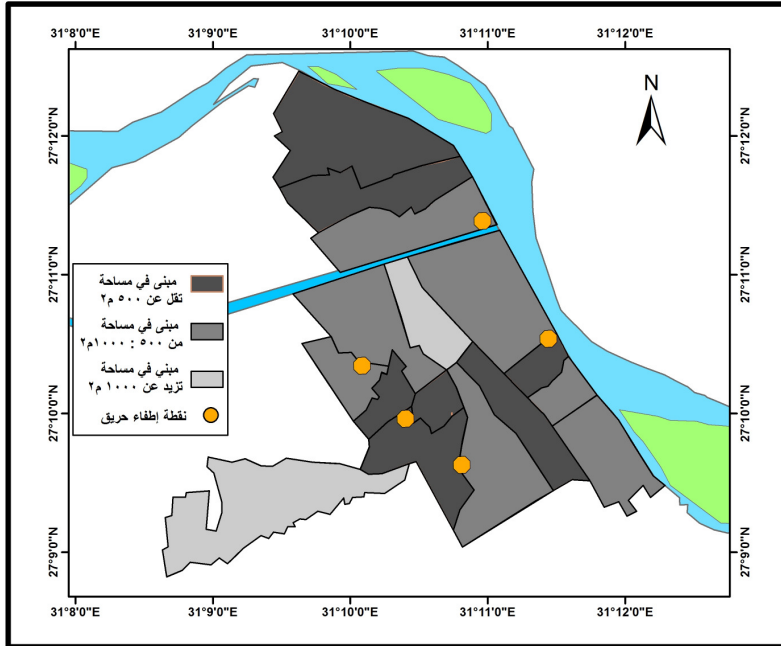 31°8'0"E 31°9'0"E 31°10'0"E 31°11'0"E 31°12'0"E
N
27°12'0"N 27°12'0"N
27°11'0"N 27°11'0"N
مبنى في مساحة
تقل عن ٥٠٠ م٢
مبنى في مساحة
من ٥٠٠ : ١٠٠٠م٢
مبني في مساحة
تزيد عن ١٠٠٠ م٢
نقطة إطفاء حريق
27°10'0"N 27°10'0"N
27°9'0"N 27°9'0"N
31°8'0"E 31°9'0"E 31°10'0"E 31°11'0"E 31°12'0"E